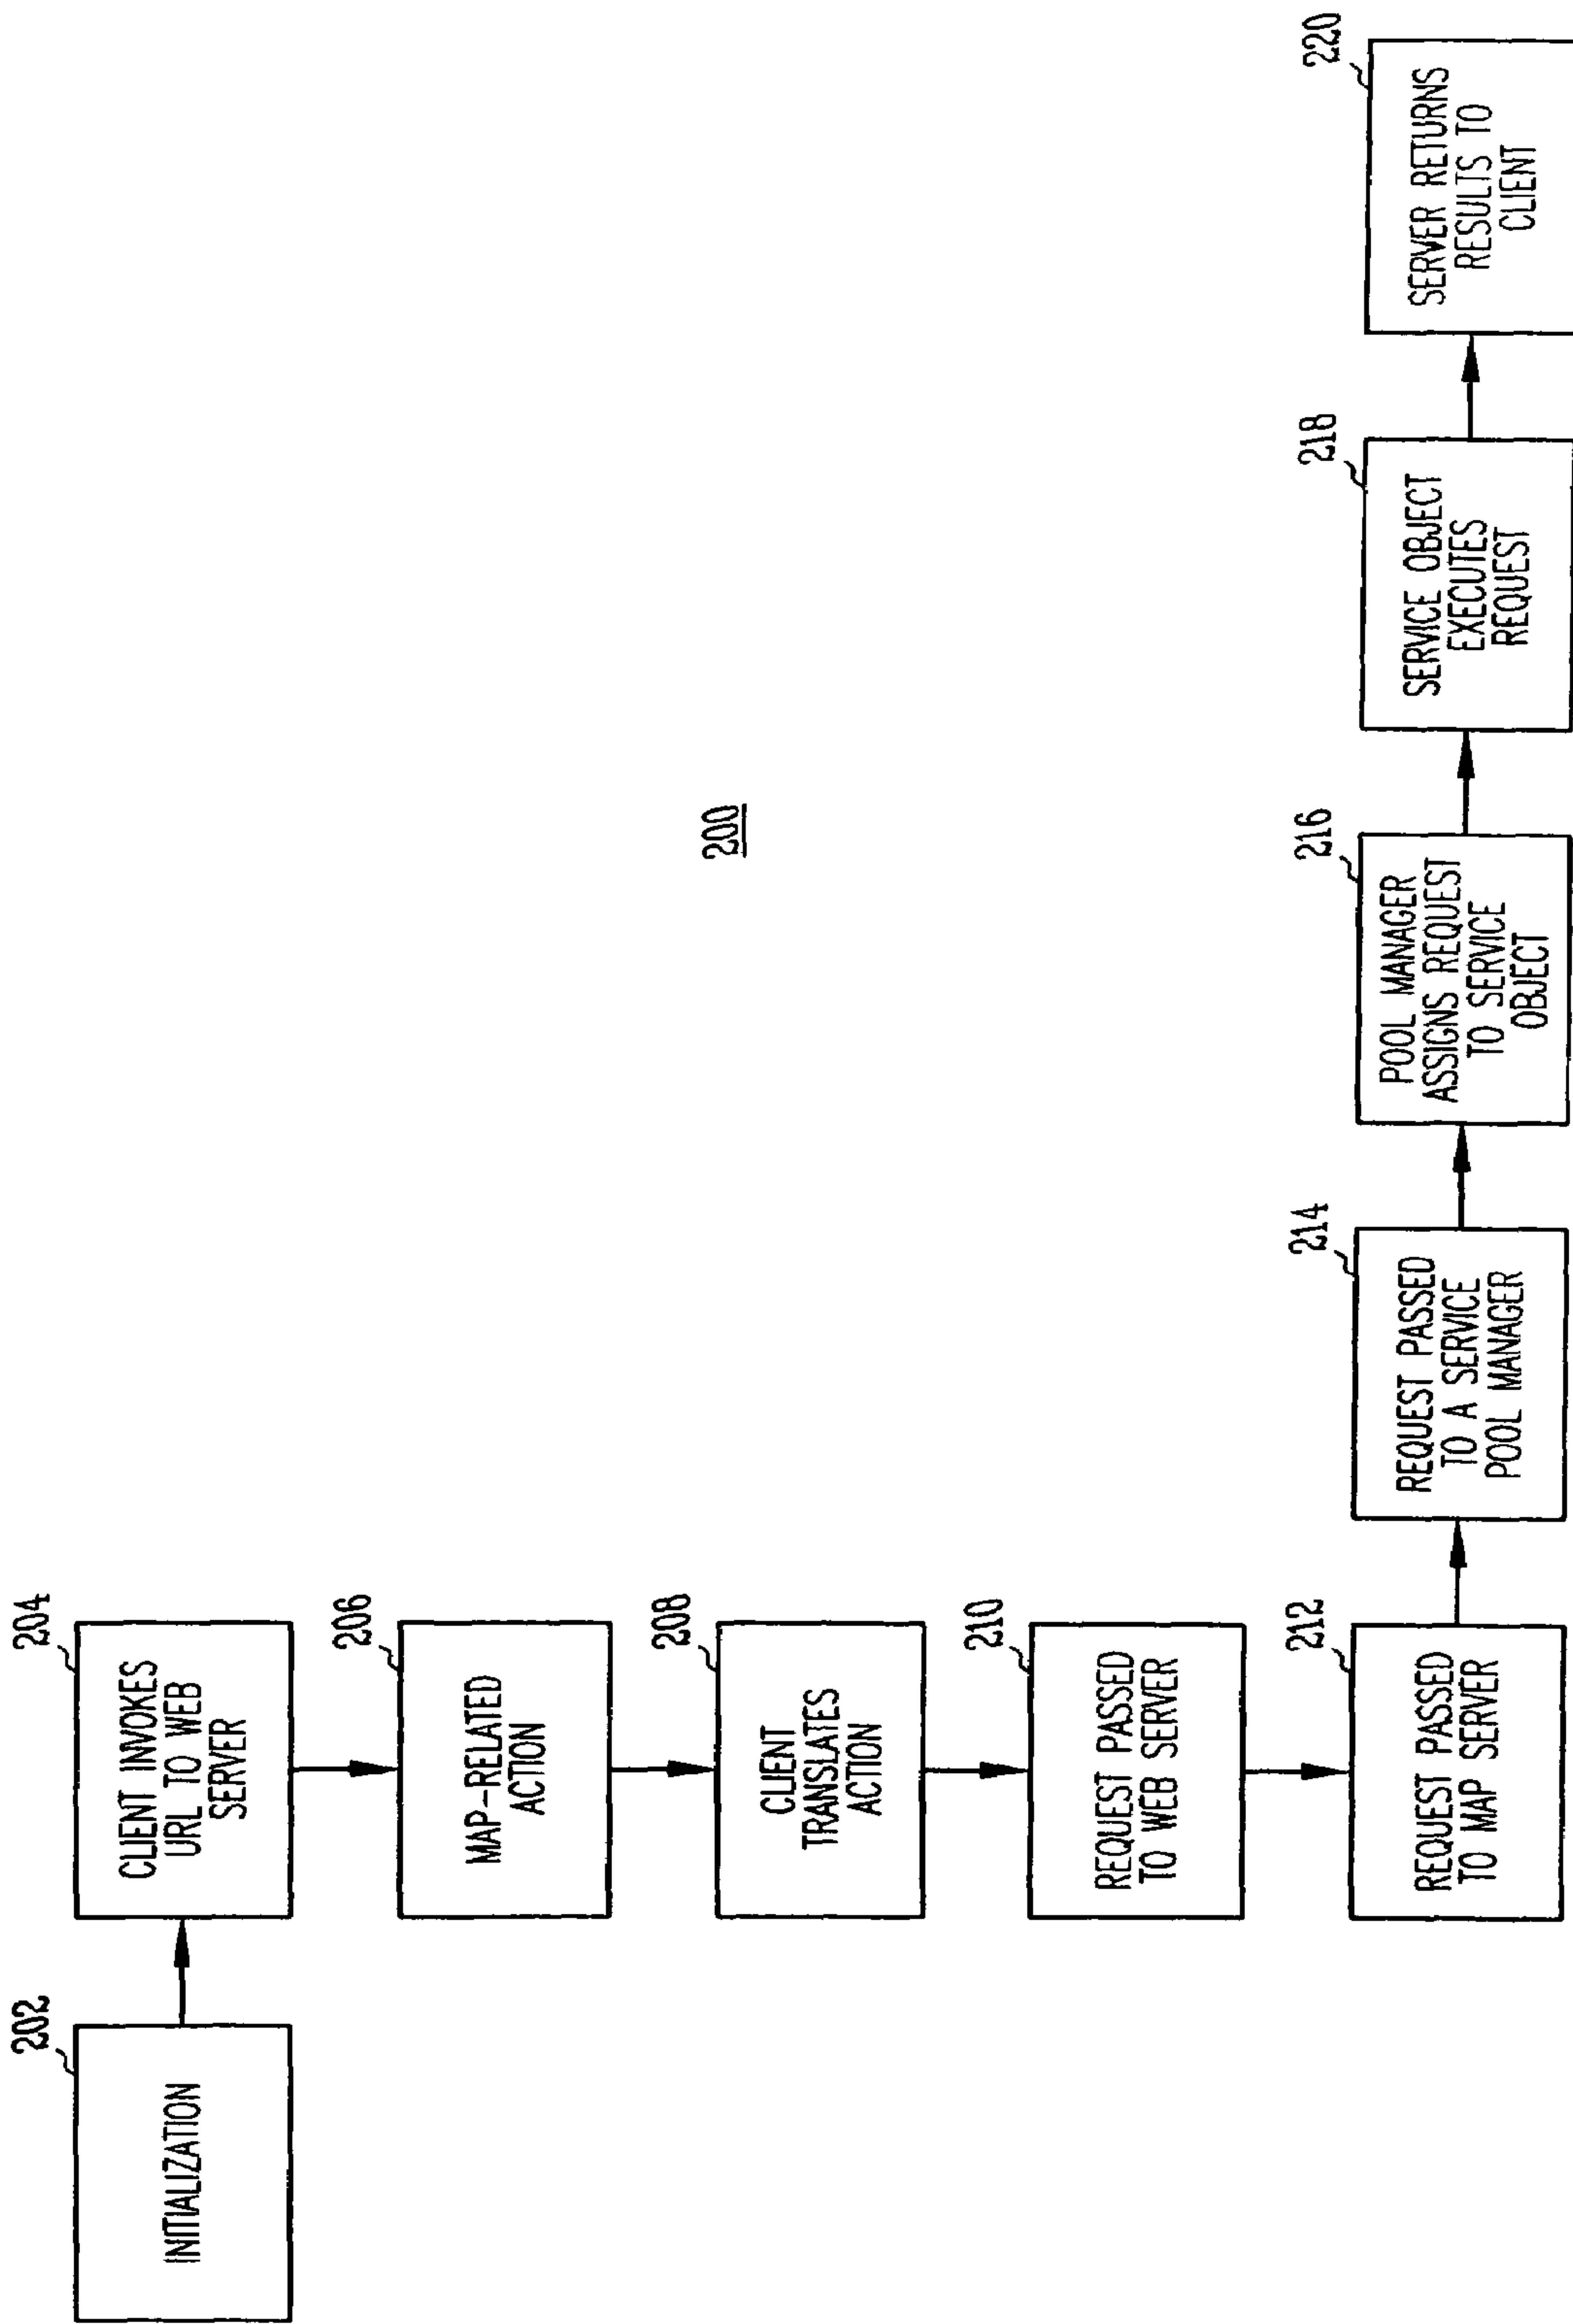 200
202
INITIALIZATION
204
CLIENT INVOKES
URL TO WEB
SERVER
206
MAP-RELATED
ACTION
208
CLIENT
TRANSLATES
ACTION
210
REQUEST PASSED
TO WEB SERVER
212
REQUEST PASSED
TO MAP SERVER
214
REQUEST PASSED
TO A SERVICE
POOL MANAGER
216
POOL MANAGER
ASSIGNS REQUEST
TO SERVICE
OBJECT
218
SERVICE OBJECT
EXECUTES
REQUEST
220
SERVER RETURNS
RESULTS TO
CLIENT